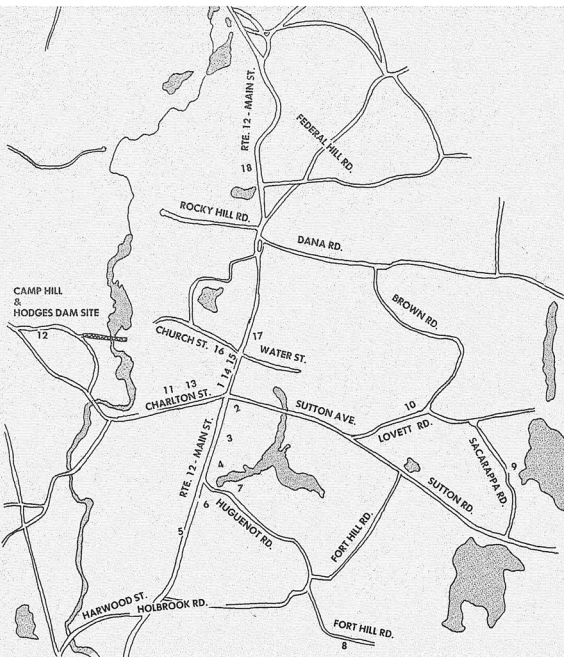 RTE. 12 - MAIN ST.
FEDERAL HILL RD.
18
ROCKY HILL RD.
DANA RD.
CAMP HILL
&
HODGES DAM SITE
12
BROWN RD.
17
CHURCH ST. 16
15
WATER ST.
14
11 13
1
CHARLTON ST.
2
SUTTON AVE.
10
LOVETT RD.
3
RTE. 12 - MAIN ST.
4
SACARAPPA RD.
9
7
SUTTON RD.
6
HUGUENOT RD.
5
FORT HILL RD.
HARWOOD ST.
HOLBROOK RD.
FORT HILL RD.
8